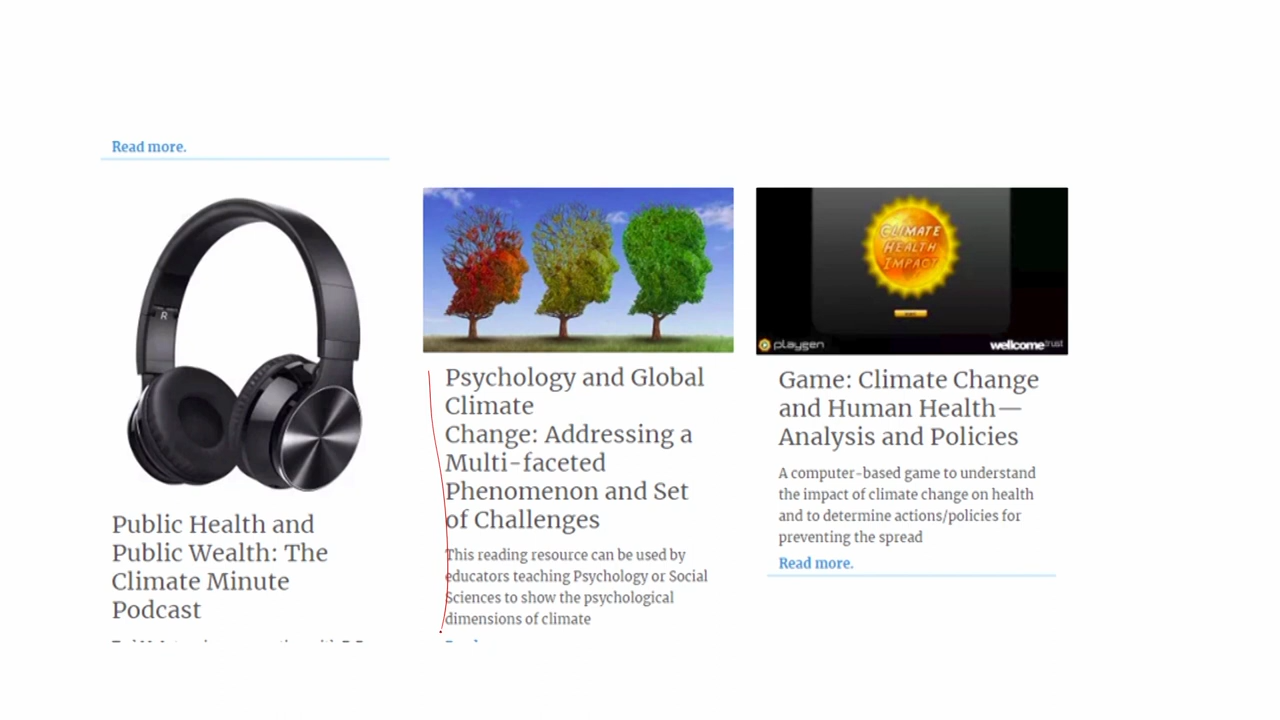 Read more.
R
Public Health and
Public Wealth: The
Climate Minute
Podcast
Psychology and Global
Climate
Change: Addressing a
Multi-faceted
Phenomenon and Set
of Challenges
This reading resource can be used by
educators teaching Psychology or Social
Sciences to show the psychological
dimensions of climate
CLIMATE
HEALTH
IMPACT
playgen
wellcometrust
Game: Climate Change
and Human Health—
Analysis and Policies
A computer-based game to understand
the impact of climate change on health
and to determine actions/policies for
preventing the spread
Read more.